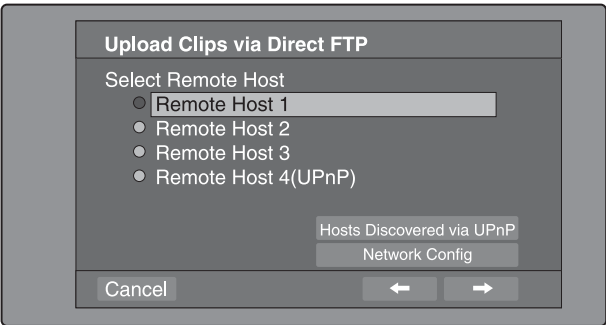 Upload Clips via Direct FTP
Select Remote Host
Remote Host 1
Remote Host 2
Remote Host 3
Remote Host 4(UPnP)
Hosts Discovered via UPnP
Network Config
Cancel